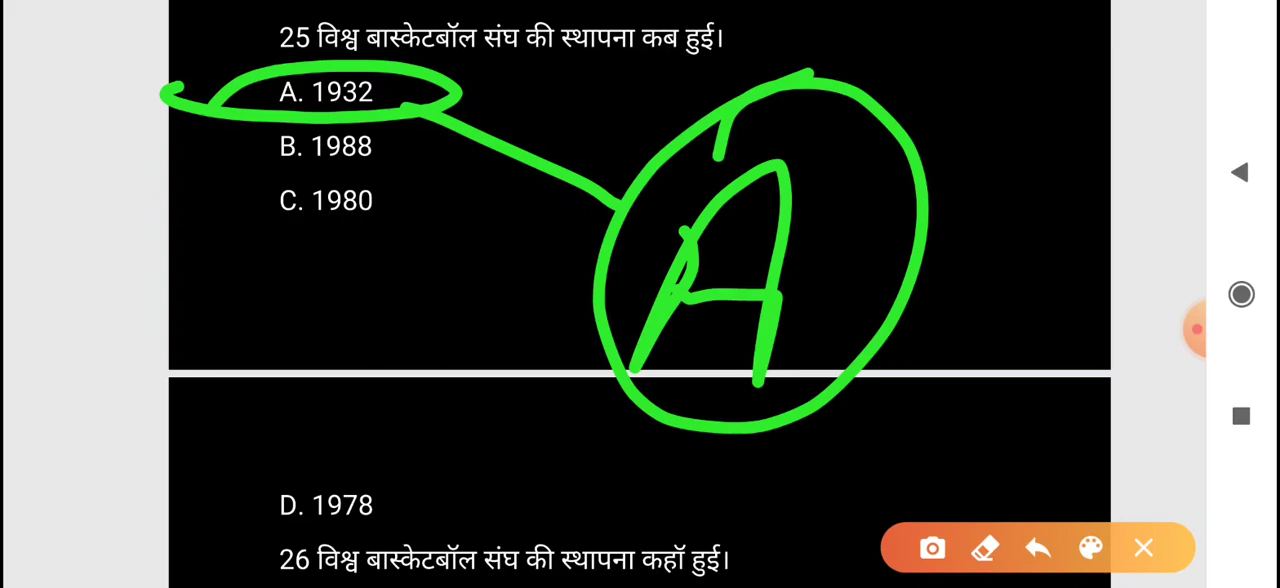 25 विश्व बास्केटबॉल संघ की स्थापना कब हुई।
A. 1932
B. 1988
C. 1980
A
D. 1978
26 विश्व बास्केटबॉल संघ की स्थापना कहॉ हुई।